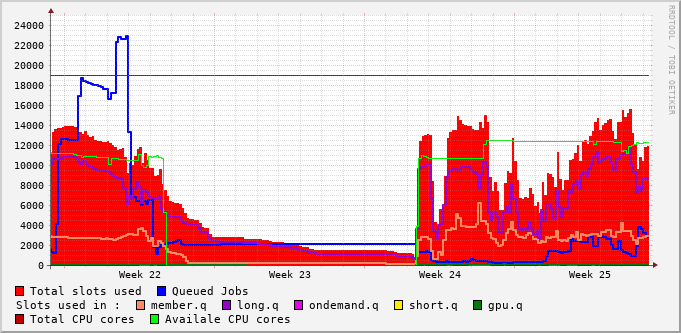 RRDTOOL / TOBI OETIKER
24000
22000
20000
18000
16000
14000
12000
10000
8000
6000
4000
2000
0
Week 22 Week 23 Week 24 Week 25
Total slots used Queued Jobs
Slots used in : member.q long.q ondemand.q short.q gpu.q
Total CPU cores Availale CPU cores